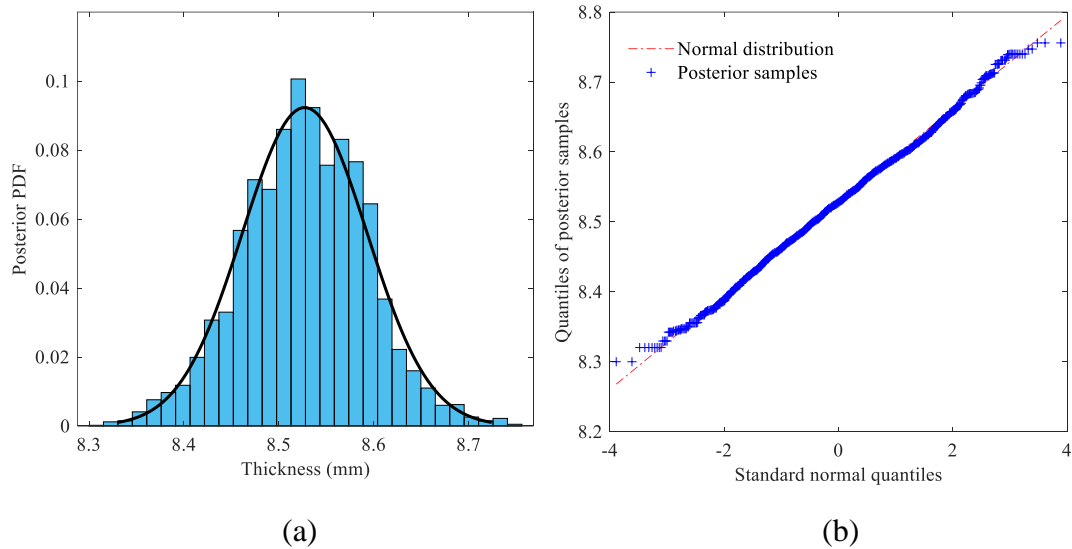 0.1
0.08
0.06
0.04
0.02
0
8.3
8.4
8.5
8.6
8.7
Posterior PDF
Thickness (mm)
(a)
8.8
8.7
8.6
8.5
8.4
8.3
8.2
-4
-2
0
2
4
Quantiles of posterior samples
Standard normal quantiles
Normal distribution
Posterior samples
(b)